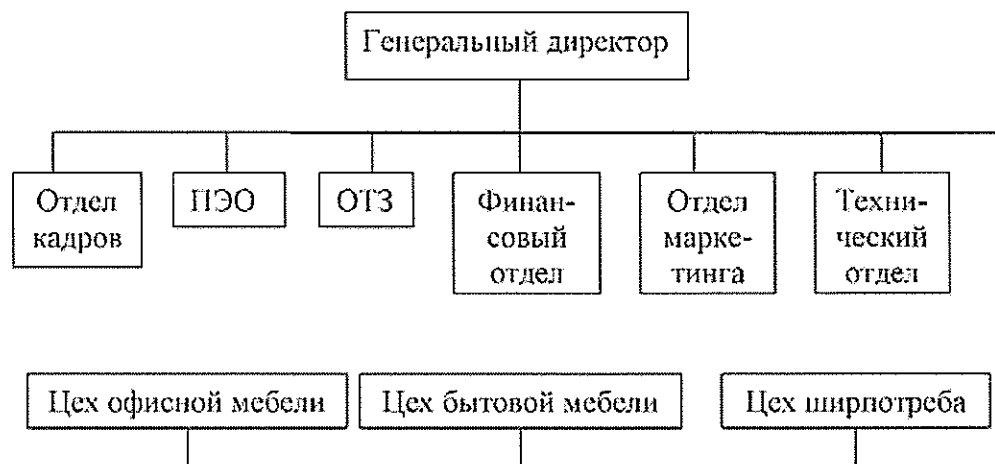 Генеральный директор
Отдел
кадров
ПЭО
ОТЗ
Финан-
совый
отдел
Отдел
марке-
тинга
Техни-
ческий
отдел
Цех офисной мебели
Цех бытовой мебели
Цех ширпотреба